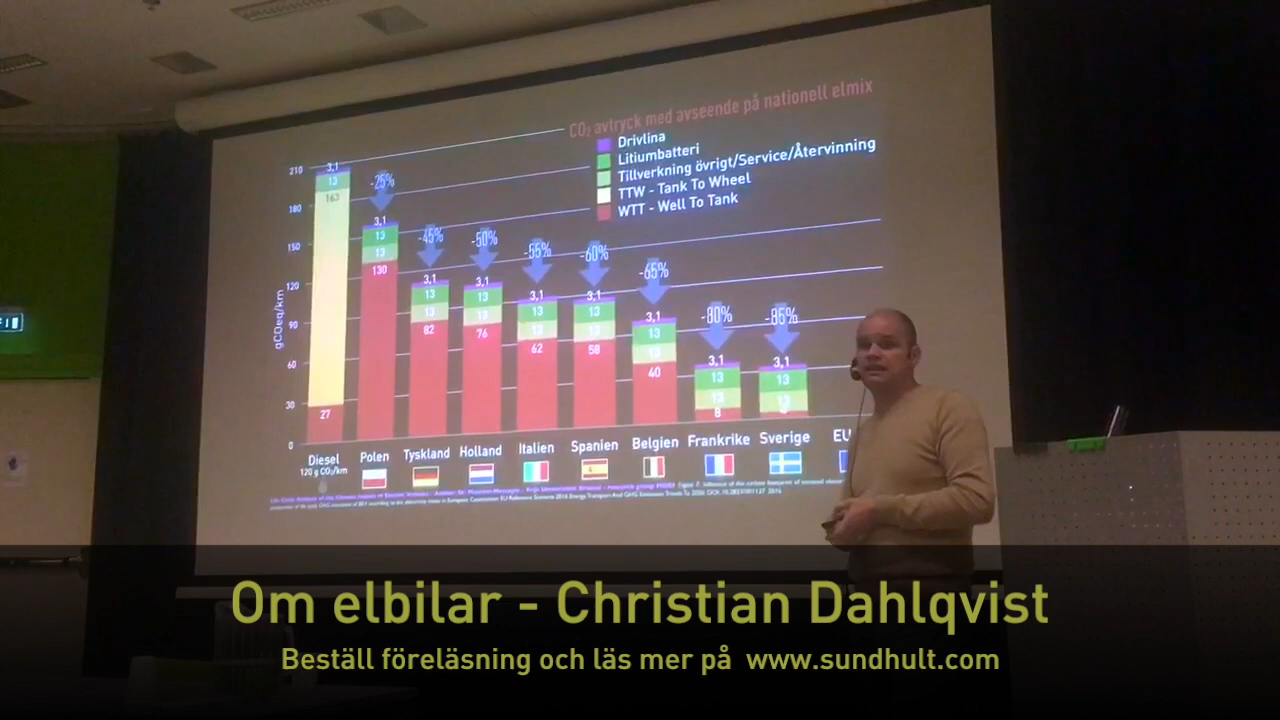 CO₂ avtryck med avseende på nationell elmix
Drivlina
Litiumbatteri
Tillverkning övrigt/Service/Återvinning
TTW - Tank To Wheel
WTT - Well To Tank
gCO₂eq/km
210
180
150
120
90
60
30
0
3,1
13
163
27
-25%
3,1
13
13
130
-45%
3,1
13
13
82
-50%
3,1
13
13
76
-55%
3,1
13
13
62
-60%
3,1
13
13
58
-65%
3,1
13
13
40
-80%
3,1
13
13
8
-85%
3,1
13
13
Diesel
120 g CO₂/km
Polen
Tyskland
Holland
Italien
Spanien
Belgien
Frankrike
Sverige
EU
Om elbilar - Christian Dahlqvist
Beställ föreläsning och läs mer på www.sundhult.com